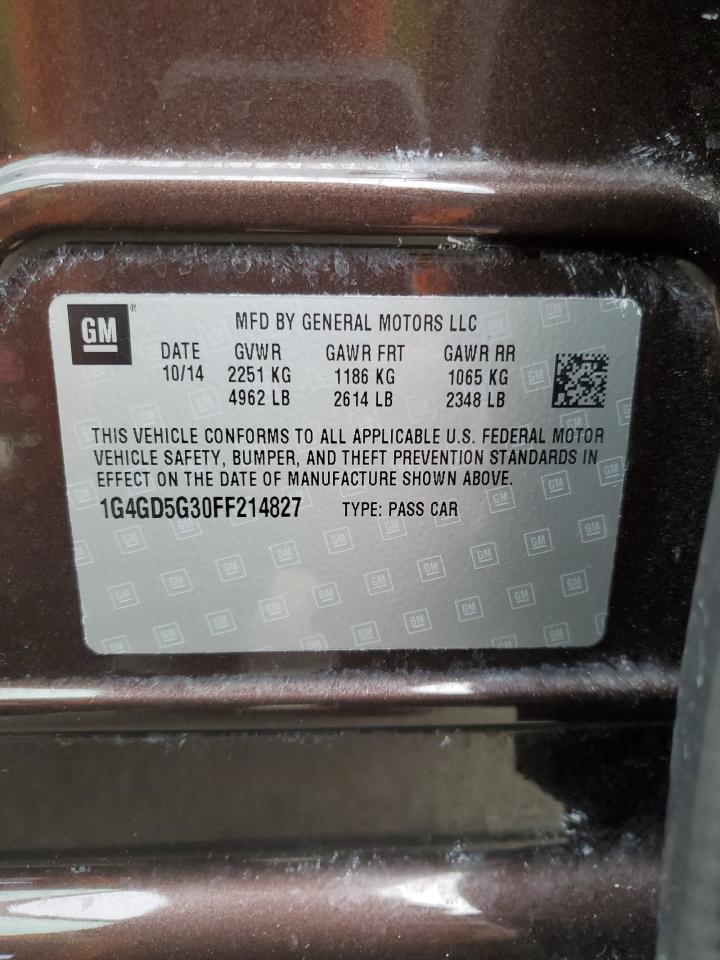 GM ®
MFD BY GENERAL MOTORS LLC
DATE GVWR GAWR FRT GAWR RR
10/14 2251 KG 1186 KG 1065 KG
4962 LB 2614 LB 2348 LB
THIS VEHICLE CONFORMS TO ALL APPLICABLE U.S. FEDERAL MOTOR
VEHICLE SAFETY, BUMPER, AND THEFT PREVENTION STANDARDS IN
EFFECT ON THE DATE OF MANUFACTURE SHOWN ABOVE.
1G4GD5G30FF214827 TYPE: PASS CAR